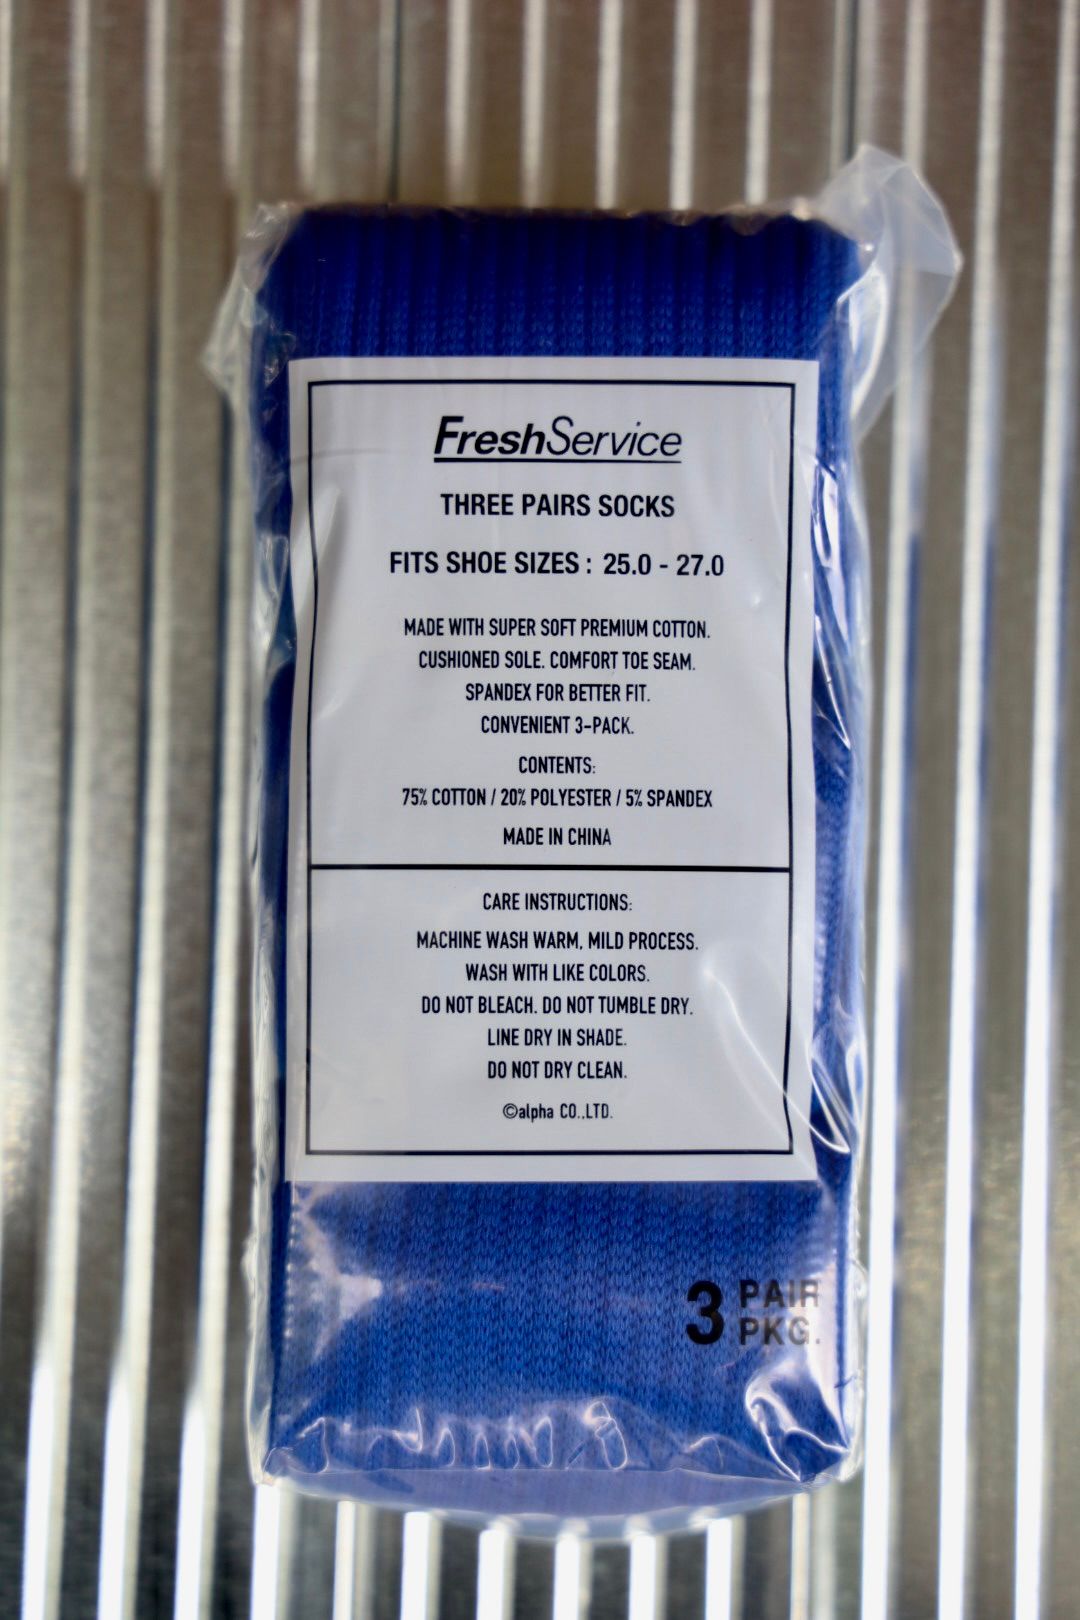 FreshService
THREE PAIRS SOCKS
FITS SHOE SIZES : 25.0 - 27.0
MADE WITH SUPER SOFT PREMIUM COTTON.
CUSHIONED SOLE. COMFORT TOE SEAM.
SPANDEX FOR BETTER FIT.
CONVENIENT 3-PACK.
CONTENTS:
75% COTTON / 20% POLYESTER / 5% SPANDEX
MADE IN CHINA
CARE INSTRUCTIONS:
MACHINE WASH WARM, MILD PROCESS.
WASH WITH LIKE COLORS.
DO NOT BLEACH. DO NOT TUMBLE DRY.
LINE DRY IN SHADE.
DO NOT DRY CLEAN.
©alpha CO.,LTD.
3 PAIR
PKG.